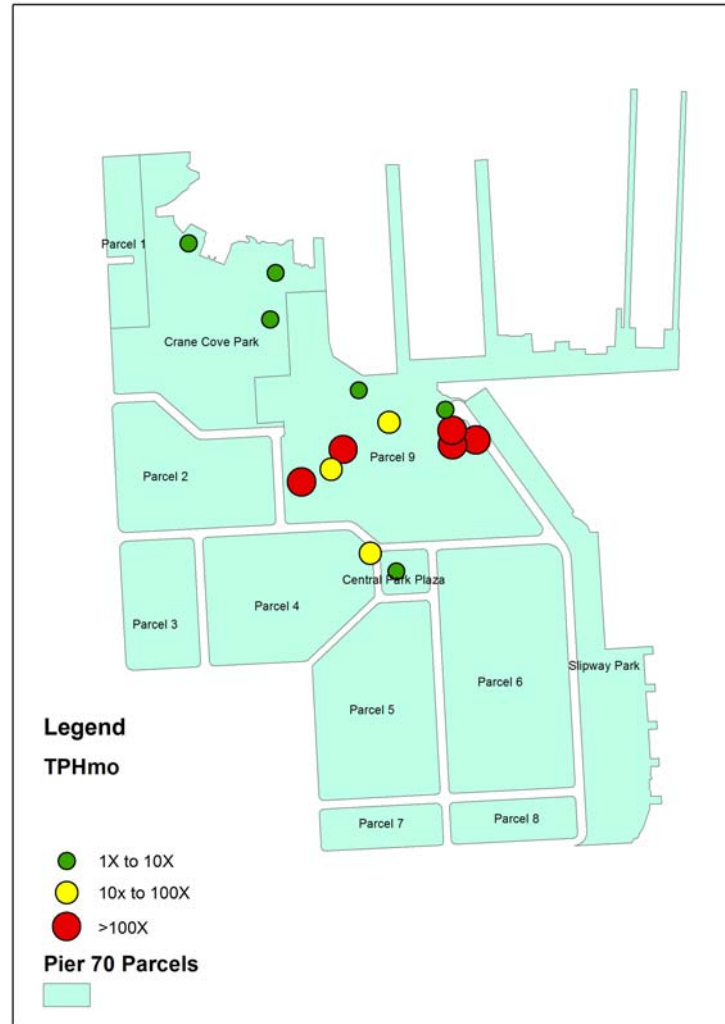 Parcel 1
Crane Cove Park
Parcel 9
Parcel 2
Central Park Plaza
Parcel 4
Parcel 3
Slipway Park
Parcel 6
Parcel 5
Parcel 7
Parcel 8
Legend
TPHmo
1X to 10X
10x to 100X
>100X
Pier 70 Parcels